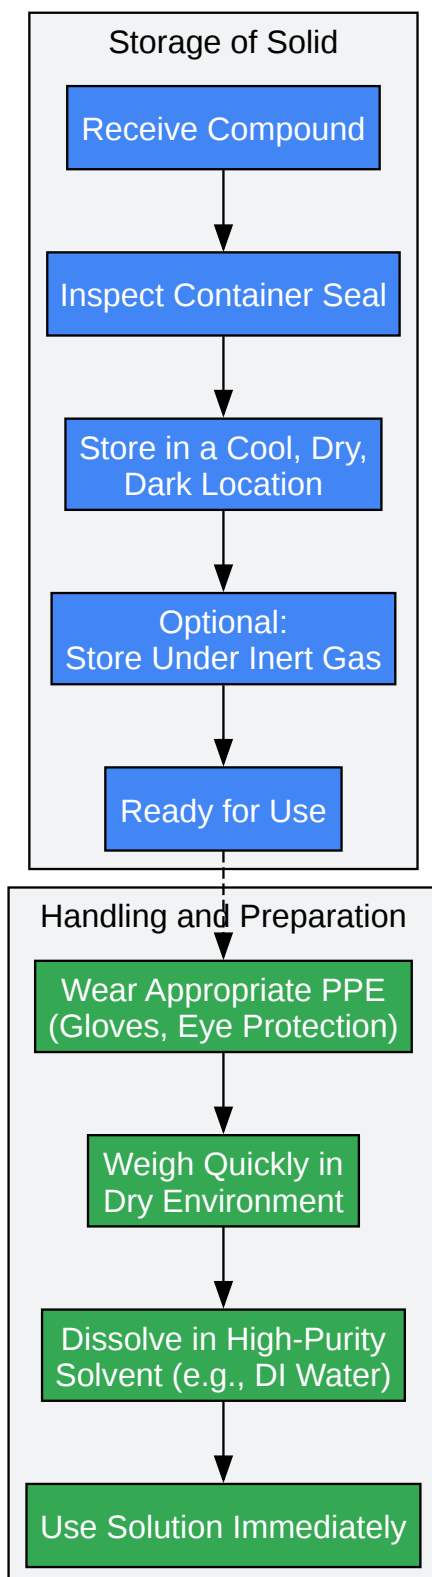 Storage of Solid
Receive Compound
Inspect Container Seal
Store in a Cool, Dry,
Dark Location
Optional:
Store Under Inert Gas
Ready for Use
Handling and Preparation
Wear Appropriate PPE
(Gloves, Eye Protection)
Weigh Quickly in
Dry Environment
Dissolve in High-Purity
Solvent (e.g., DI Water)
Use Solution Immediately